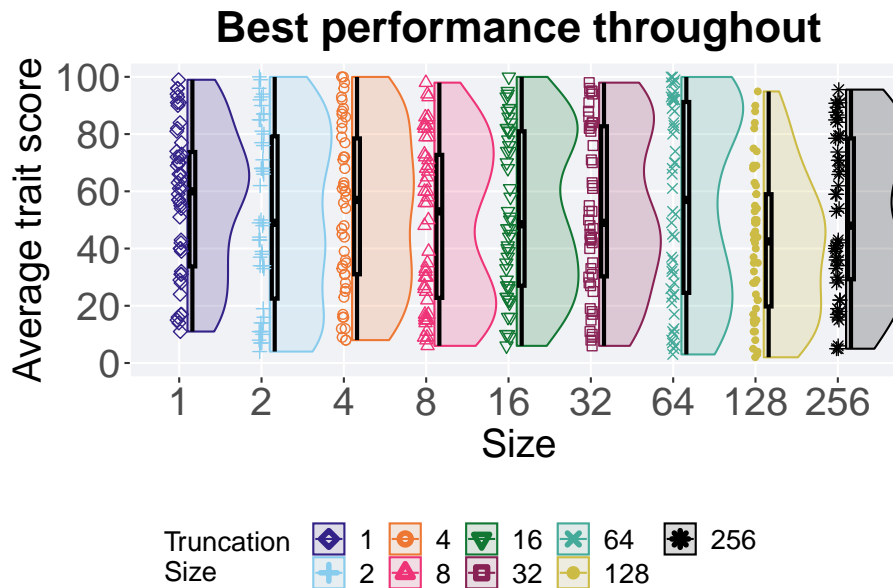 Best performance throughout
Average trait score
100
80
60
40
20
0
1 2 4 8 16 32 64 128 256
Size
Truncation
Size
1 4 16 64 256
2 8 32 128